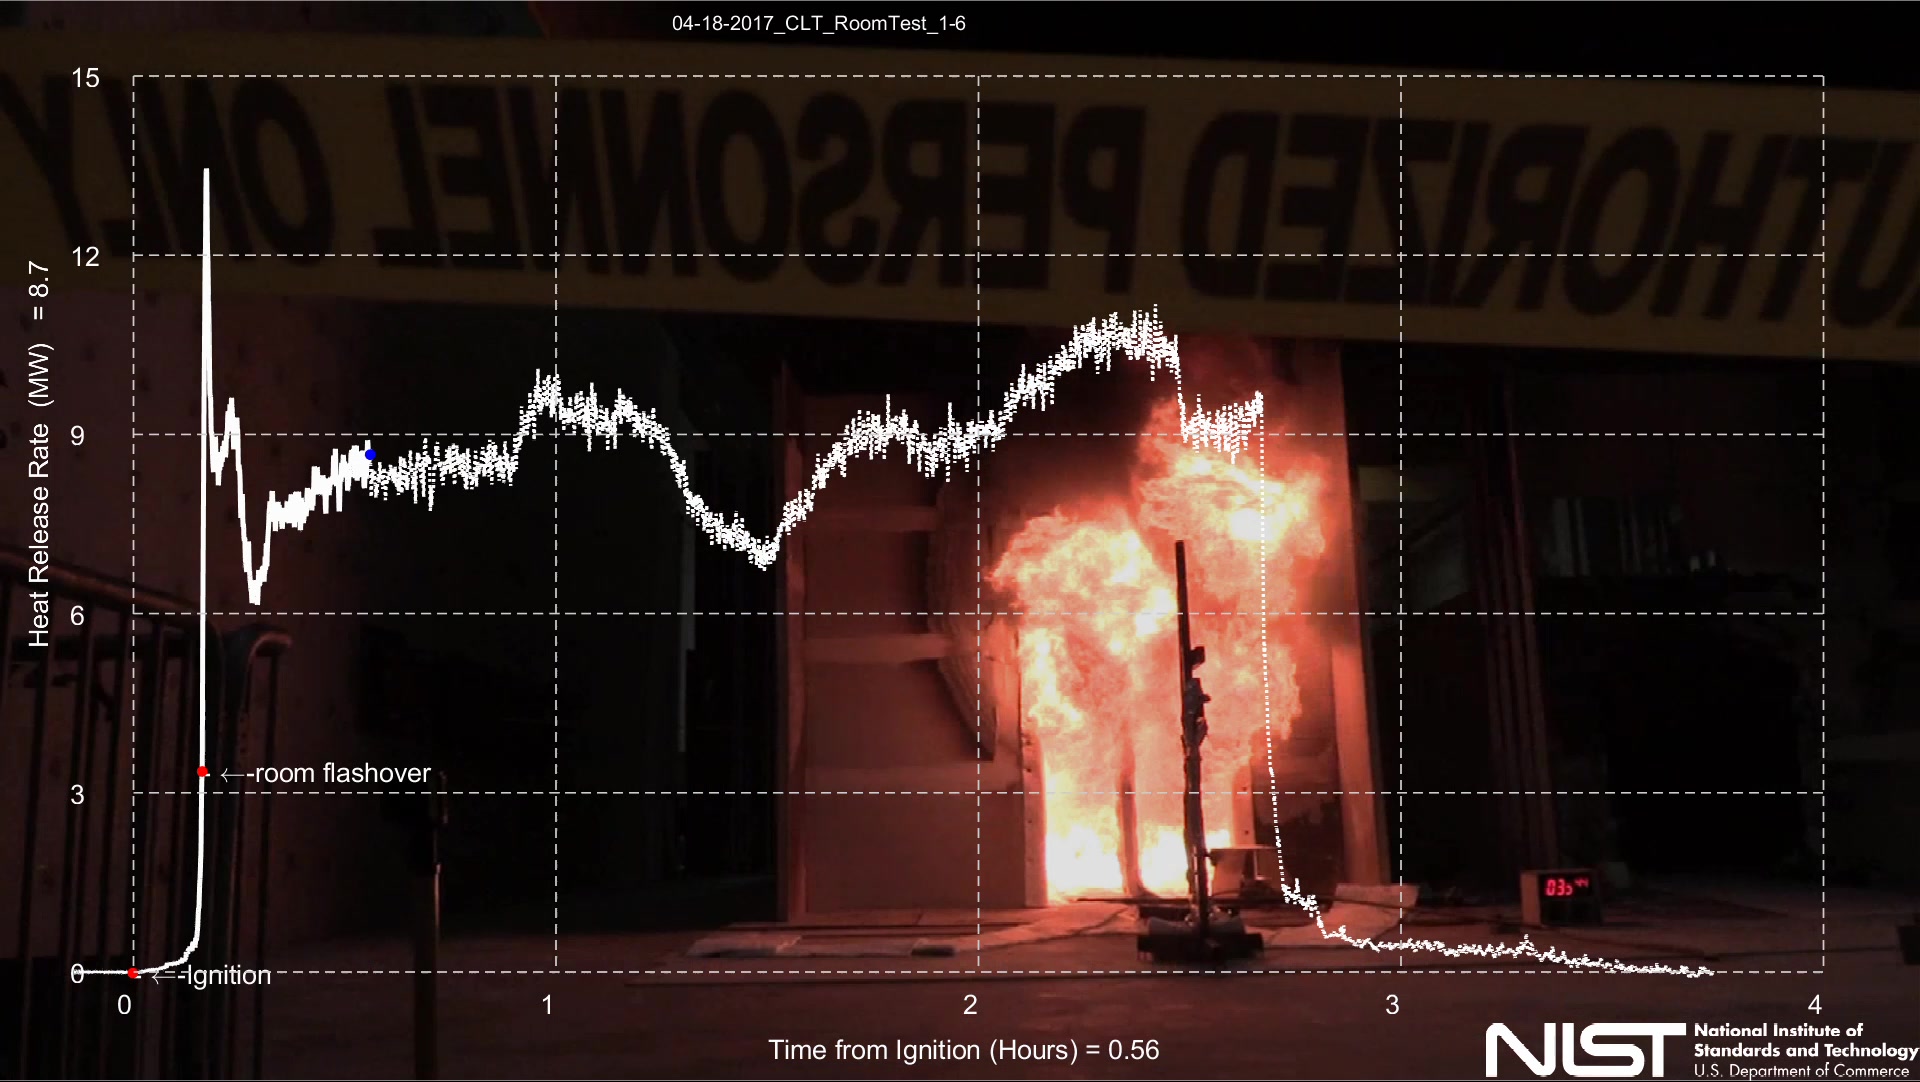 04-18-2017_CLT_RoomTest_1-6
AUTHORIZED PERSONNEL ONLY
15
12
9
6
3
0
Heat Release Rate (MW) = 8.7
←-room flashover
←-Ignition
0
1
2
3
4
Time from Ignition (Hours) = 0.56
NIST
National Institute of
Standards and Technology
U.S. Department of Commerce